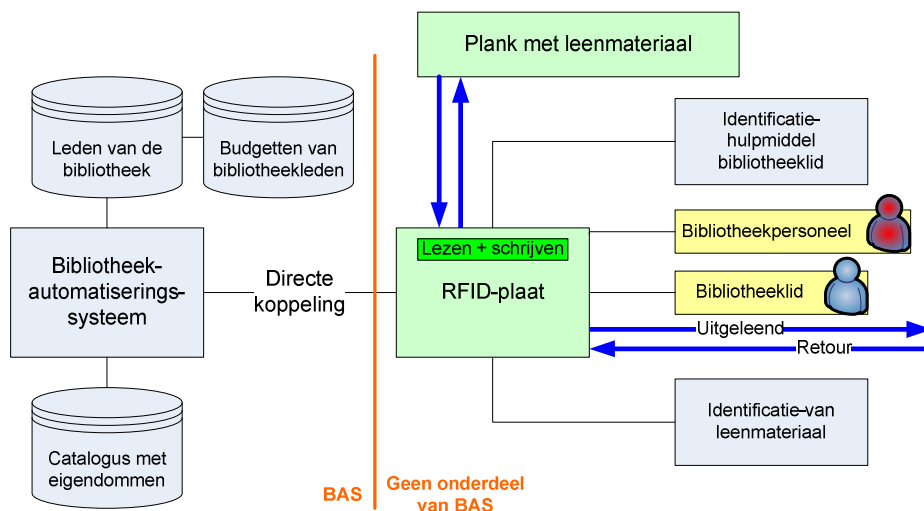 Plank met leenmateriaal
Leden van de
bibliotheek
Budgetten van
bibliotheekleden
Identificatie-
hulpmiddel
bibliotheeklid
Bibliotheekpersoneel
Lezen + schrijven
RFID-plaat
Bibliotheek-
automatiserings-
systeem
Directe
koppeling
Bibliotheeklid
Uitgeleend
Retour
Identificatie-van
leenmateriaal
Catalogus met
eigendommen
BAS
Geen onderdeel
van BAS